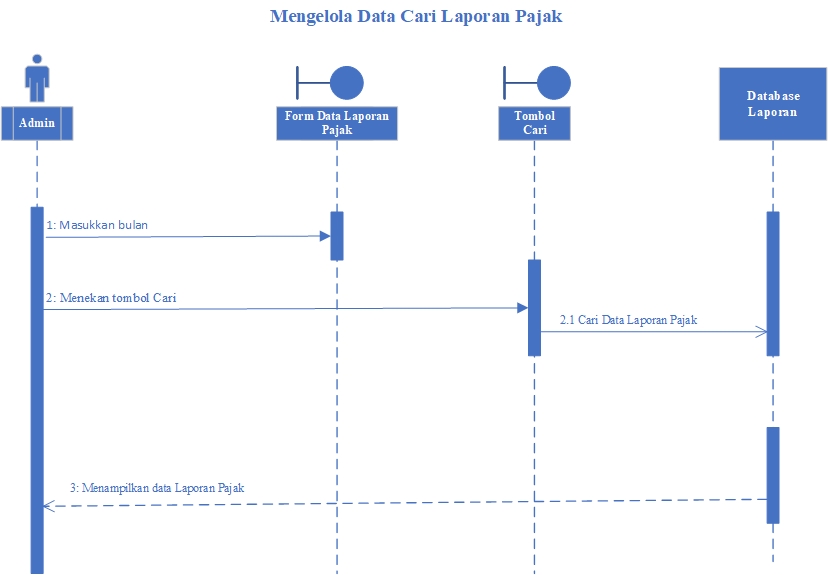 Mengelola Data Cari Laporan Pajak
Admin
Form Data Laporan
Pajak
Tombol
Cari
Database
Laporan
1: Masukkan bulan
2: Menekan tombol Cari
2.1 Cari Data Laporan Pajak
3: Menampilkan data Laporan Pajak